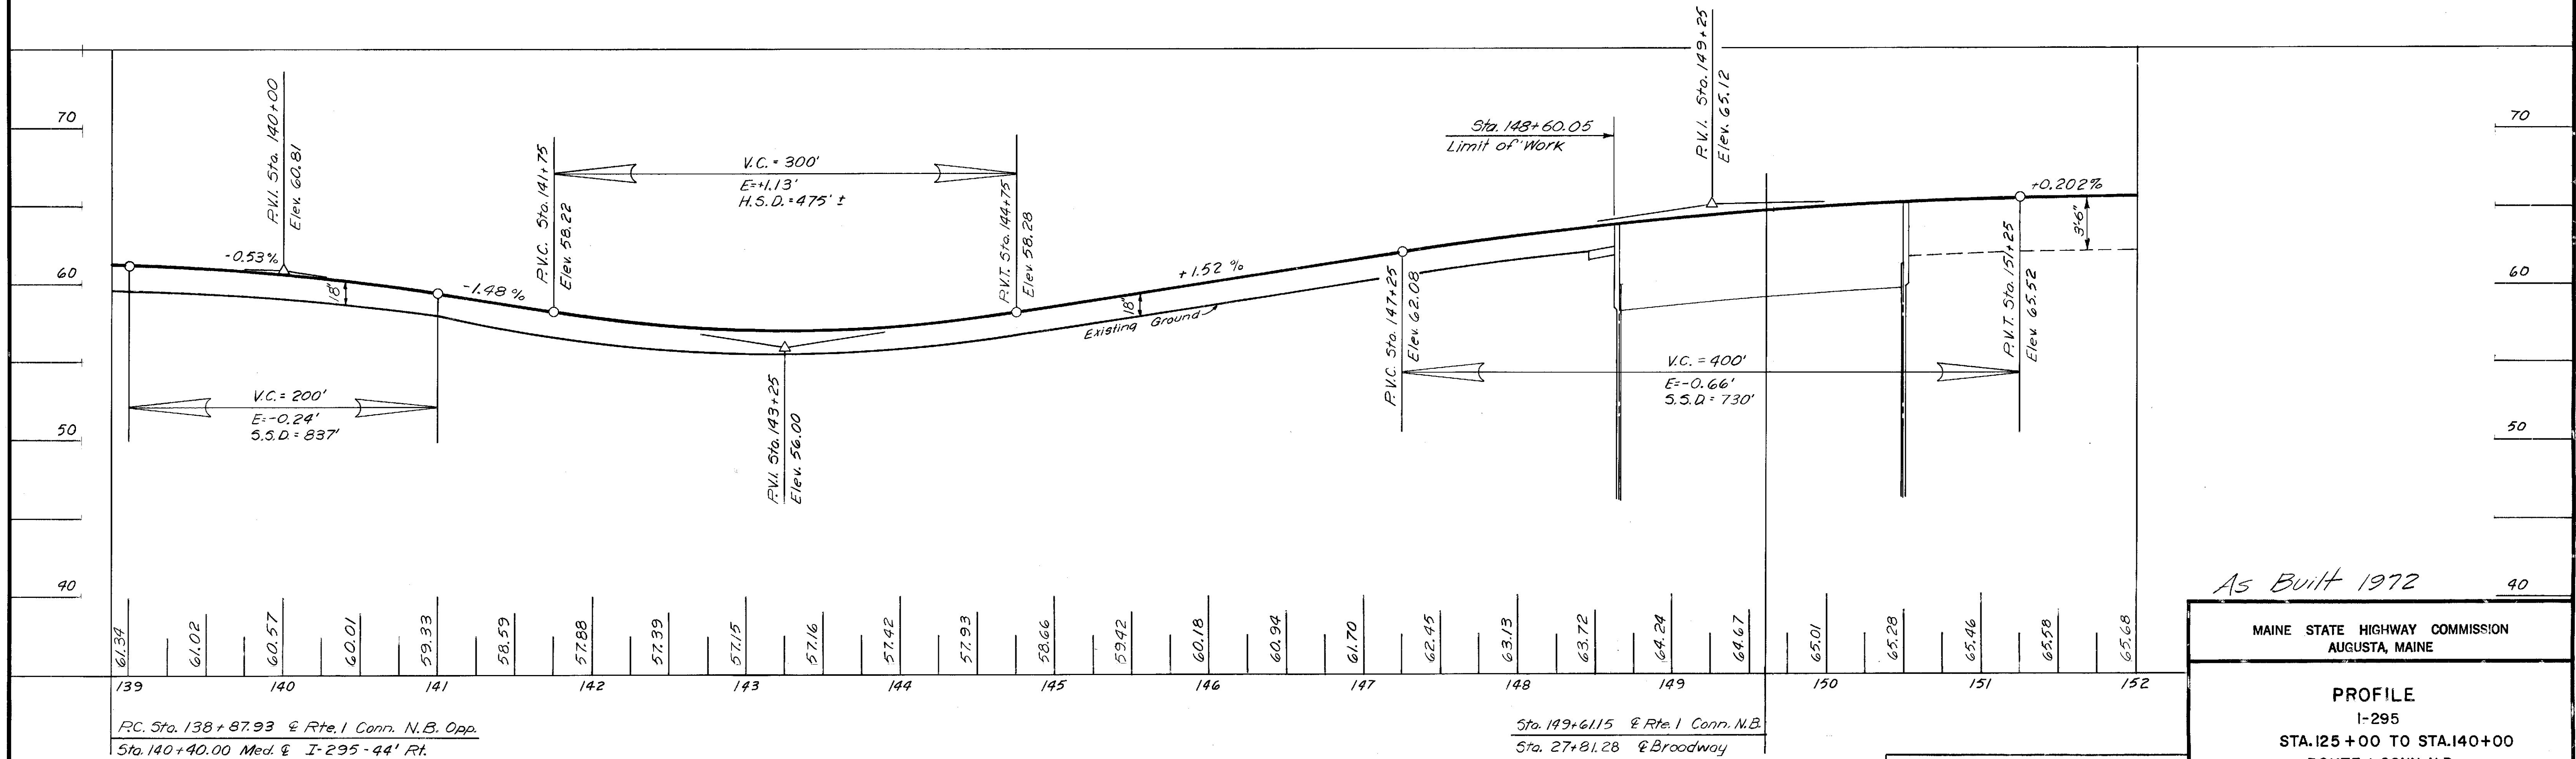 P.V.I. Sta. 140+00
Elev. 60.81
P.V.C. Sta. 141+75
Elev. 58.22
V.C. = 300'
E=+1.13'
H.S.D. = 475' ±
P.V.T. Sta. 144+75
Elev. 58.28
Sta. 148+60.05
Limit of Work
P.V.I. Sta. 149+25
Elev. 65.12
70
70
-0.53%
18"
-1.48%
+1.52 %
18"
Existing Ground
+0.202%
3'-6"
60
60
V.C. = 200'
E=-0.24'
S.S.D. = 837'
P.V.I. Sta. 143+25
Elev. 56.00
P.V.C. Sta. 147+25
Elev. 62.08
V.C. = 400'
E=-0.66'
S.S.D. = 730'
P.V.T. Sta. 151+25
Elev. 65.52
50
50
40
40
As Built 1972
61.34 61.02 60.57 60.01 59.33 58.59 57.88 57.39 57.15 57.16 57.42 57.93 58.66 59.42 60.18 60.94 61.70 62.45 63.13 63.72 64.24 64.67 65.01 65.28 65.46 65.58 65.68
139 140 141 142 143 144 145 146 147 148 149 150 151 152
P.C. Sta. 138+87.93 ℄ Rte. 1 Conn. N.B. Opp.
Sta. 140+40.00 Med. ℄ I-295-44' Rt.
Sta. 149+61.15 ℄ Rte. 1 Conn. N.B.
Sta. 27+81.28 ℄ Broadway
MAINE STATE HIGHWAY COMMISSION
AUGUSTA, MAINE
PROFILE
I-295
STA. 125+00 TO STA. 140+00